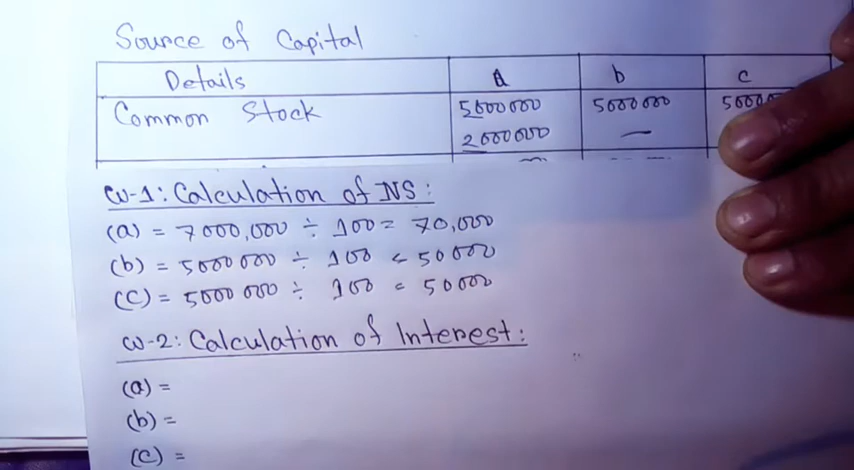 Source of Capital
Details a b c
Common Stock 5000000 5000000
2000000 —
W-1: Calculation of NS:
(a) = 7000,000 ÷ 100 = 70,000
(b) = 5000000 ÷ 100 = 50000
(c) = 5000000 ÷ 100 = 50000
W-2: Calculation of Interest:
(a) =
(b) =
(c) =